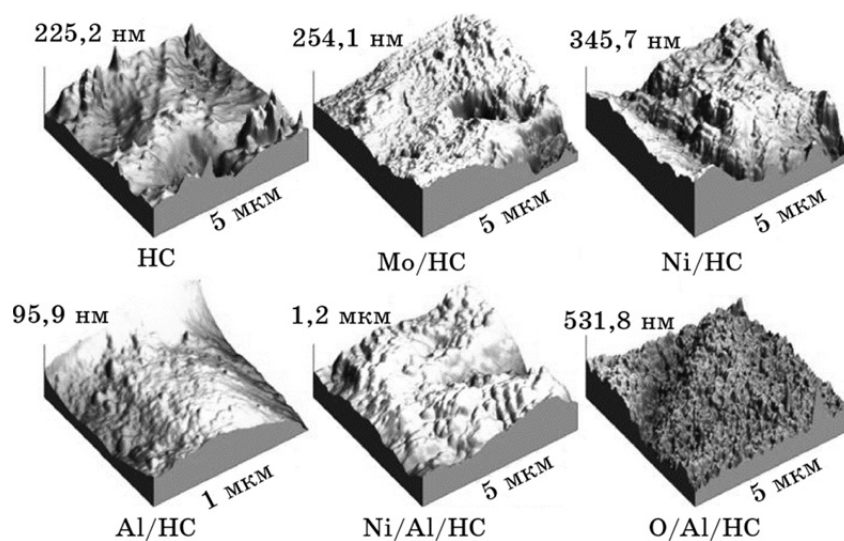 225,2 нм
254,1 нм
345,7 нм
5 мкм
5 мкм
5 мкм
НС
Mo/НС
Ni/НС
95,9 нм
1,2 мкм
531,8 нм
1 мкм
5 мкм
5 мкм
Al/НС
Ni/Al/НС
O/Al/НС